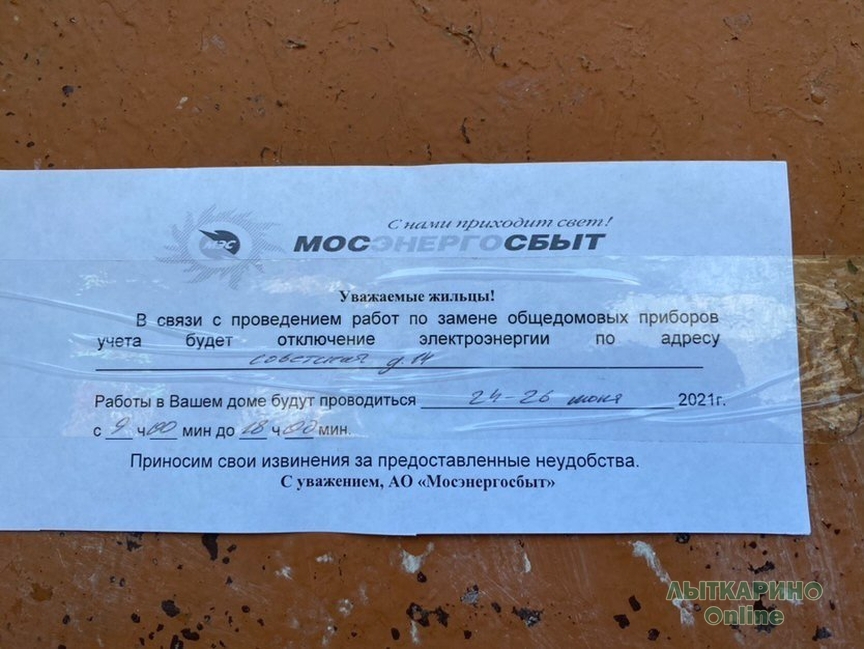 С нами приходит свет!
МОСЭНЕРГОСБЫТ
Уважаемые жильцы!
В связи с проведением работ по замене общедомовых приборов
учета будет отключение электроэнергии по адресу
советская д.14
Работы в Вашем доме будут проводиться 24-26 июня 2021г.
с 9 ч 00 мин до 18 ч 00 мин.
Приносим свои извинения за предоставленные неудобства.
С уважением, АО «Мосэнергосбыт»
ЛЫТКАРИНО
Online